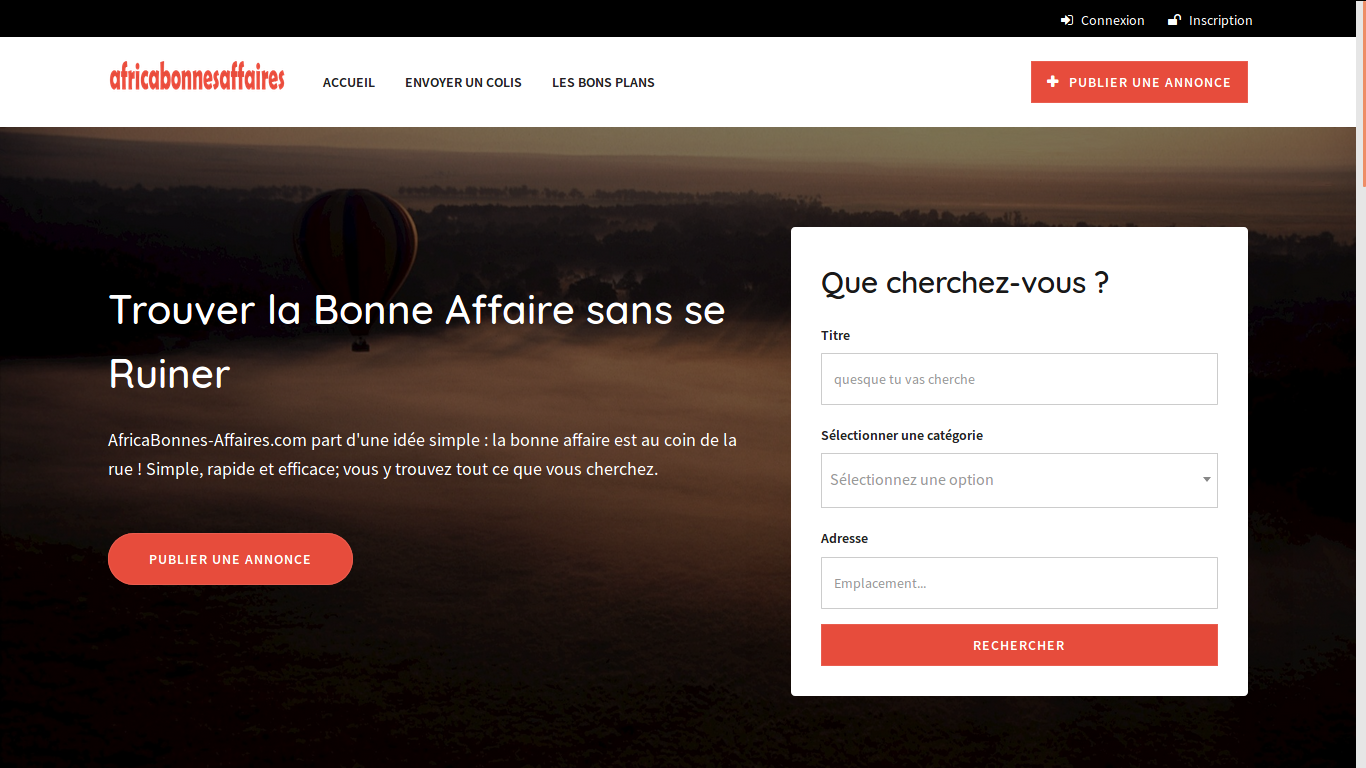 Connexion Inscription
africabonnesaffaires ACCUEIL ENVOYER UN COLIS LES BONS PLANS PUBLIER UNE ANNONCE
Trouver la Bonne Affaire sans se
Ruiner
AfricaBonnes-Affaires.com part d'une idée simple : la bonne affaire est au coin de la
rue ! Simple, rapide et efficace; vous y trouvez tout ce que vous cherchez.
PUBLIER UNE ANNONCE
Que cherchez-vous ?
Titre
quesque tu vas cherche
Sélectionner une catégorie
Sélectionnez une option
Adresse
Emplacement...
RECHERCHER